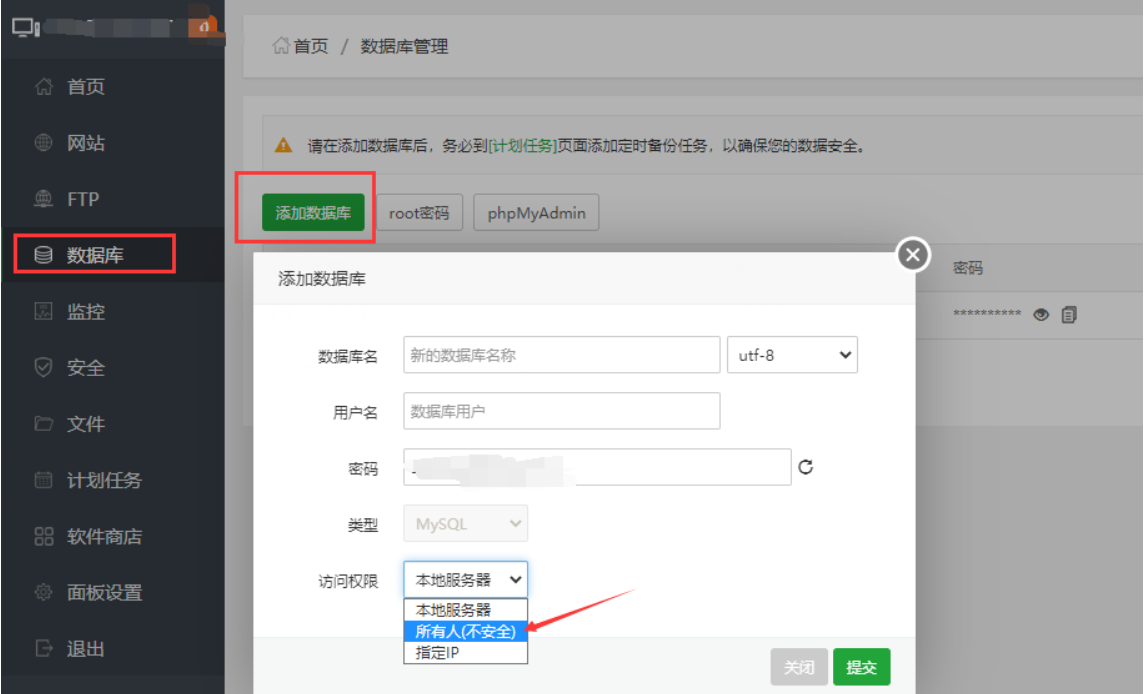 首页 / 数据库管理
首页
网站
FTP
数据库
监控
安全
文件
计划任务
软件商店
面板设置
退出
请在添加数据库后，务必到[计划任务]页面添加定时备份任务，以确保您的数据安全。
添加数据库 root密码 phpMyAdmin
密码
**********
添加数据库
数据库名 新的数据库名称 utf-8
用户名 数据库用户
密码
类型 MySQL
访问权限 本地服务器
本地服务器
所有人(不安全)
指定IP
关闭 提交